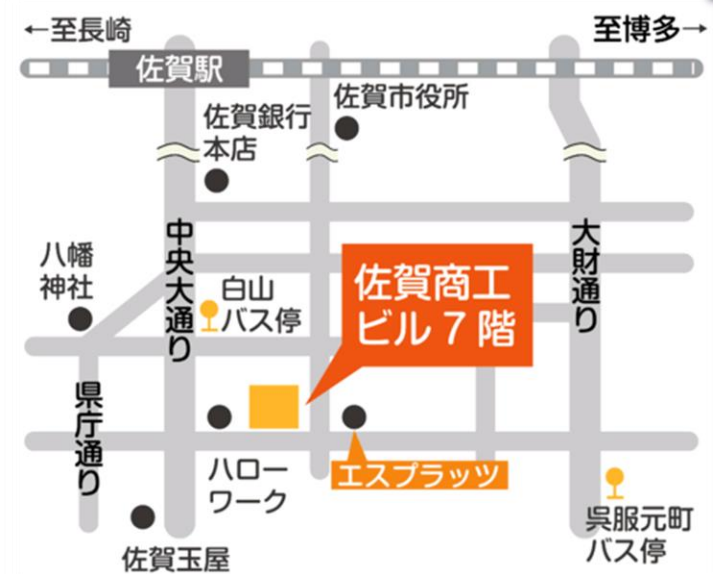 ←至長崎
至博多→
佐賀駅
佐賀市役所
佐賀銀行
本店
中央大通り
大財通り
八幡
神社
白山
バス停
佐賀商工
ビル7階
県庁通り
ハロー
ワーク
エスプラッツ
呉服元町
バス停
佐賀玉屋